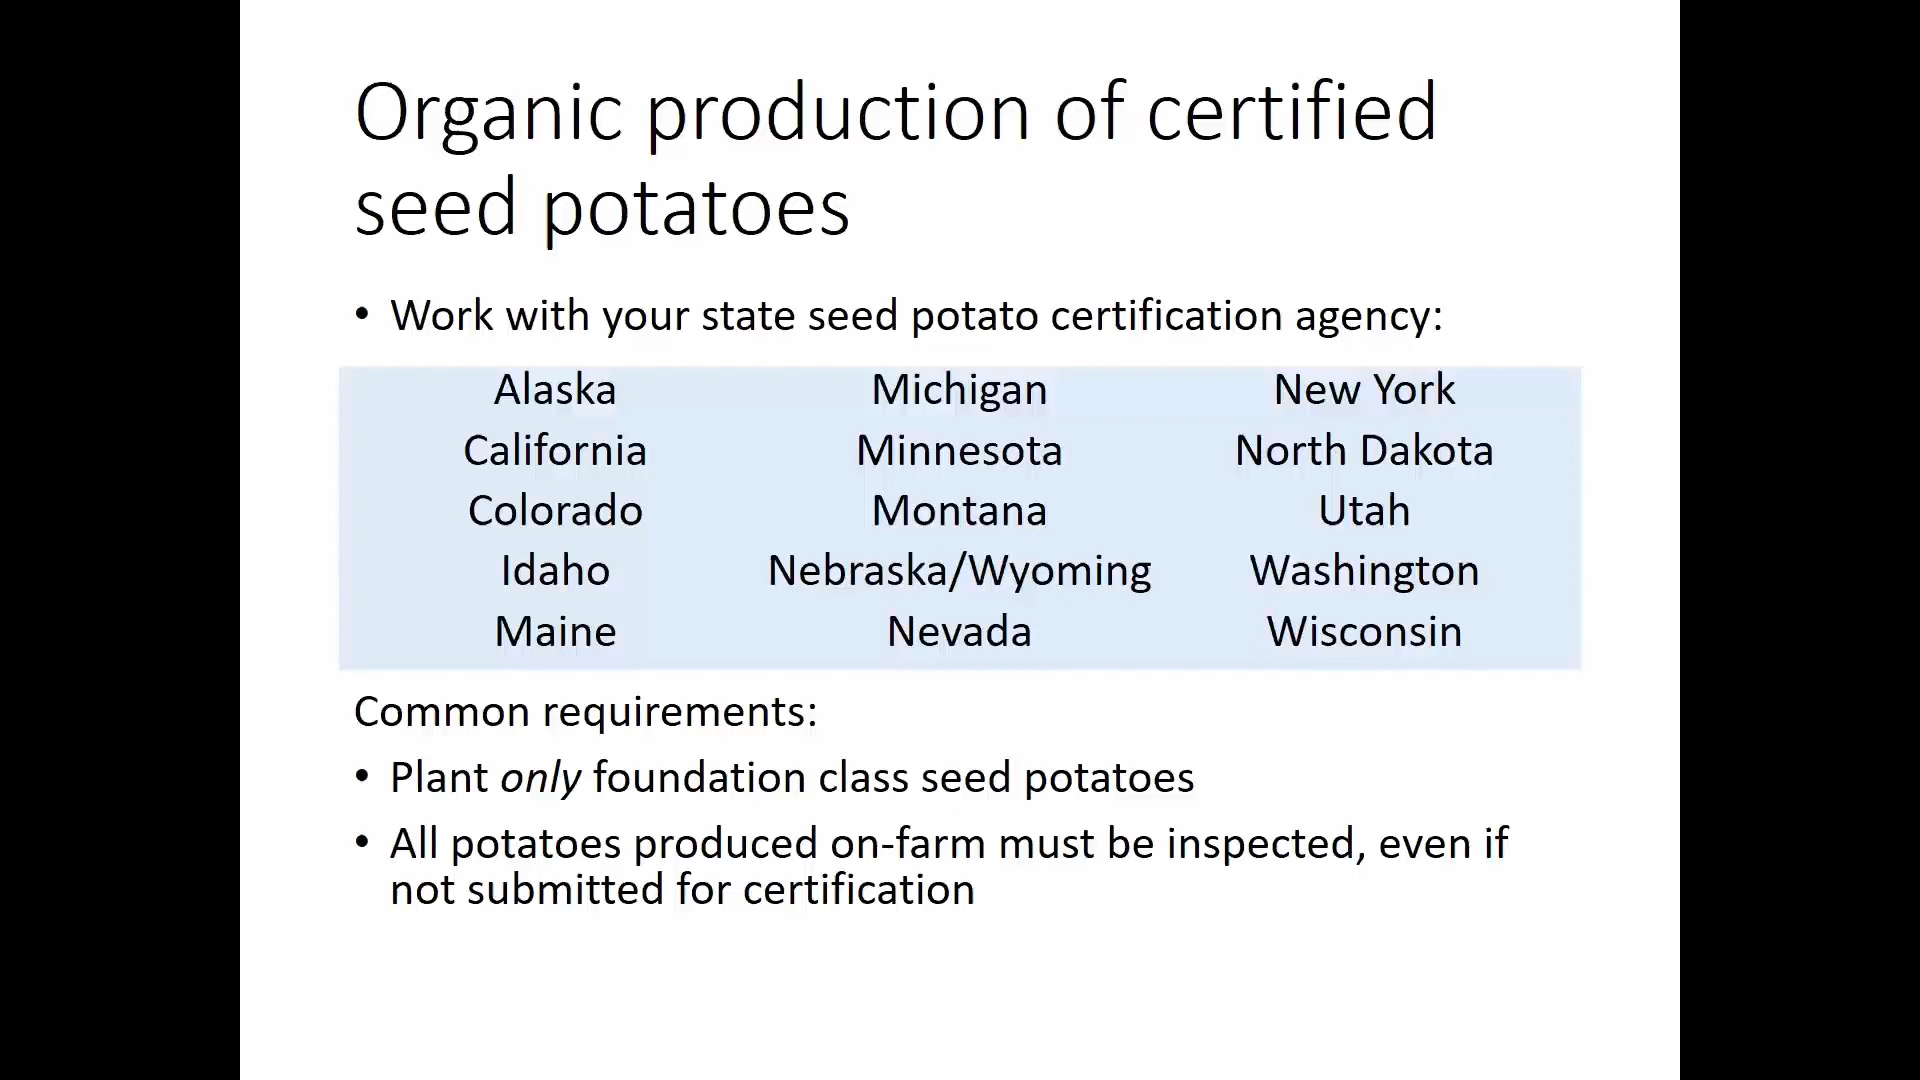 Organic production of certified
seed potatoes
• Work with your state seed potato certification agency:
Alaska Michigan New York
California Minnesota North Dakota
Colorado Montana Utah
Idaho Nebraska/Wyoming Washington
Maine Nevada Wisconsin
Common requirements:
• Plant only foundation class seed potatoes
• All potatoes produced on-farm must be inspected, even if
not submitted for certification